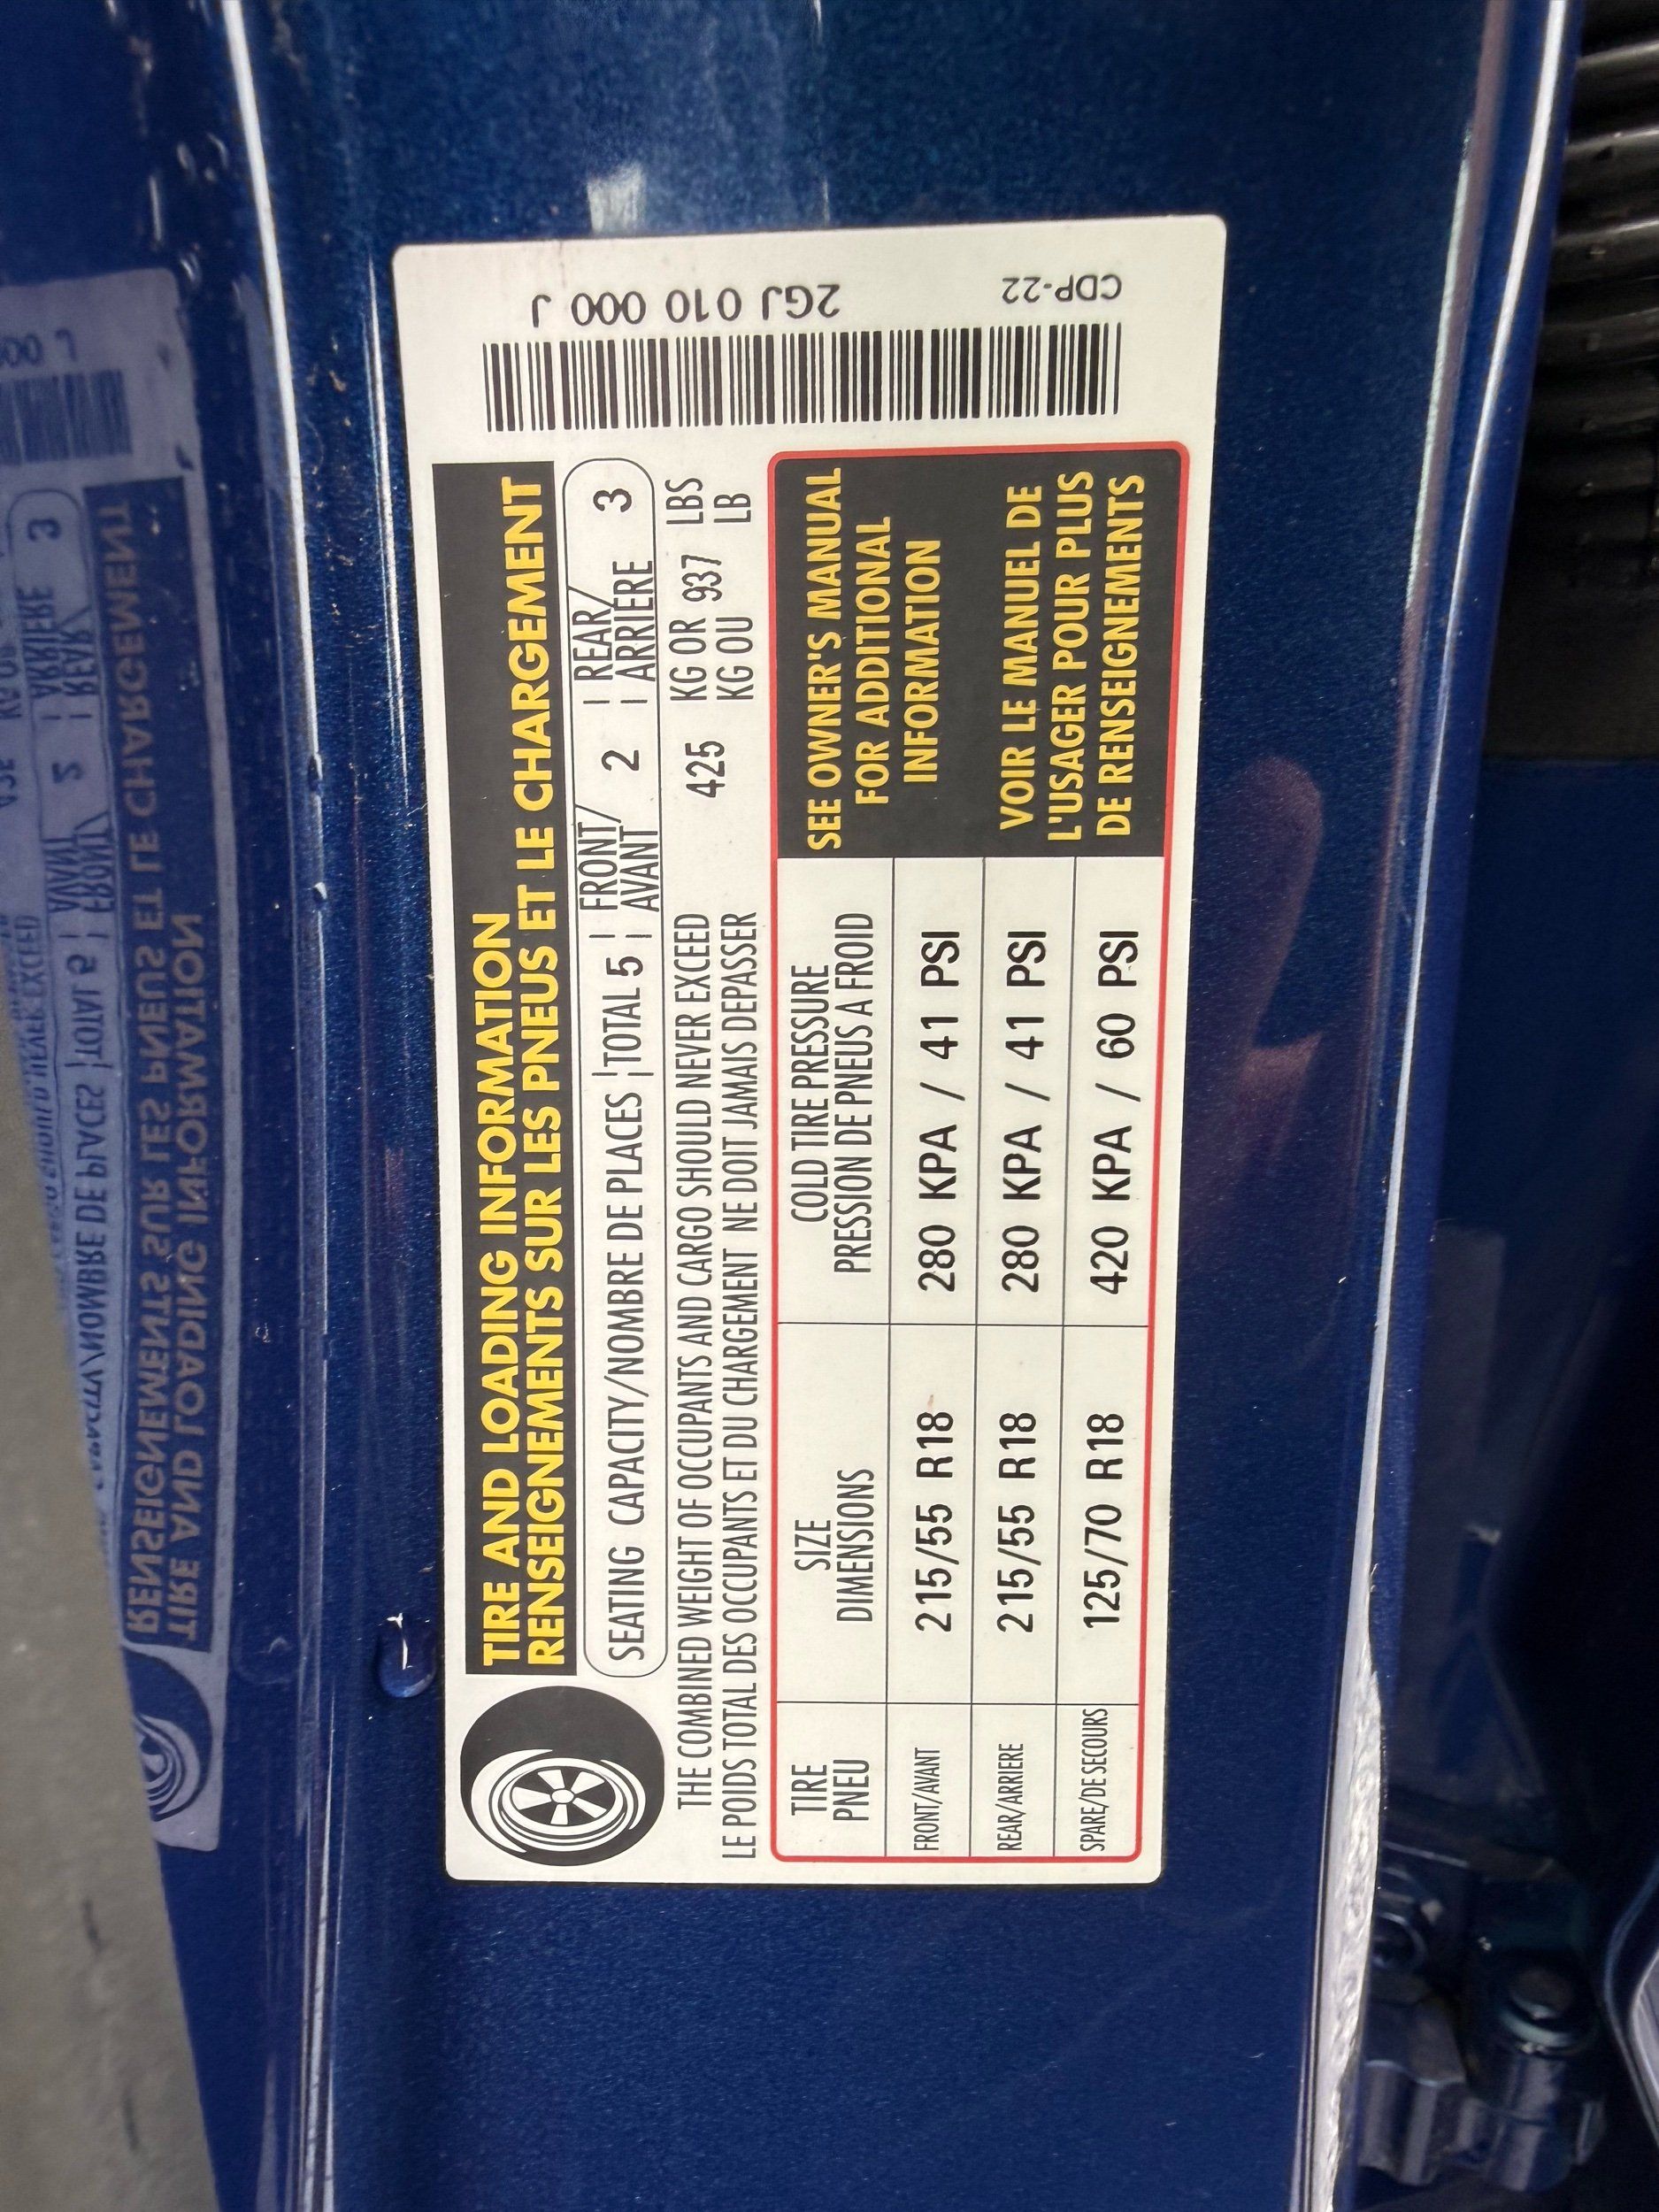 TIRE AND LOADING INFORMATION
RENSEIGNEMENTS SUR LES PNEUS ET LE CHARGEMENT
SEATING CAPACITY/NOMBRE DE PLACES | TOTAL 5 | FRONT/AVANT 2 | REAR/ARRIÈRE 3
THE COMBINED WEIGHT OF OCCUPANTS AND CARGO SHOULD NEVER EXCEED 425 KG OR 937 LBS
LE POIDS TOTAL DES OCCUPANTS ET DU CHARGEMENT NE DOIT JAMAIS DEPASSER KG OU LB
TIRE SIZE COLD TIRE PRESSURE
PNEU DIMENSIONS PRESSION DE PNEUS A FROID
FRONT/AVANT 215/55 R18 280 KPA / 41 PSI
REAR/ARRIERE 215/55 R18 280 KPA / 41 PSI
SPARE/DE SECOURS 125/70 R18 420 KPA / 60 PSI
SEE OWNER'S MANUAL
FOR ADDITIONAL
INFORMATION
VOIR LE MANUEL DE
L'USAGER POUR PLUS
DE RENSEIGNEMENTS
2GJ 010 000 J
CDP-22